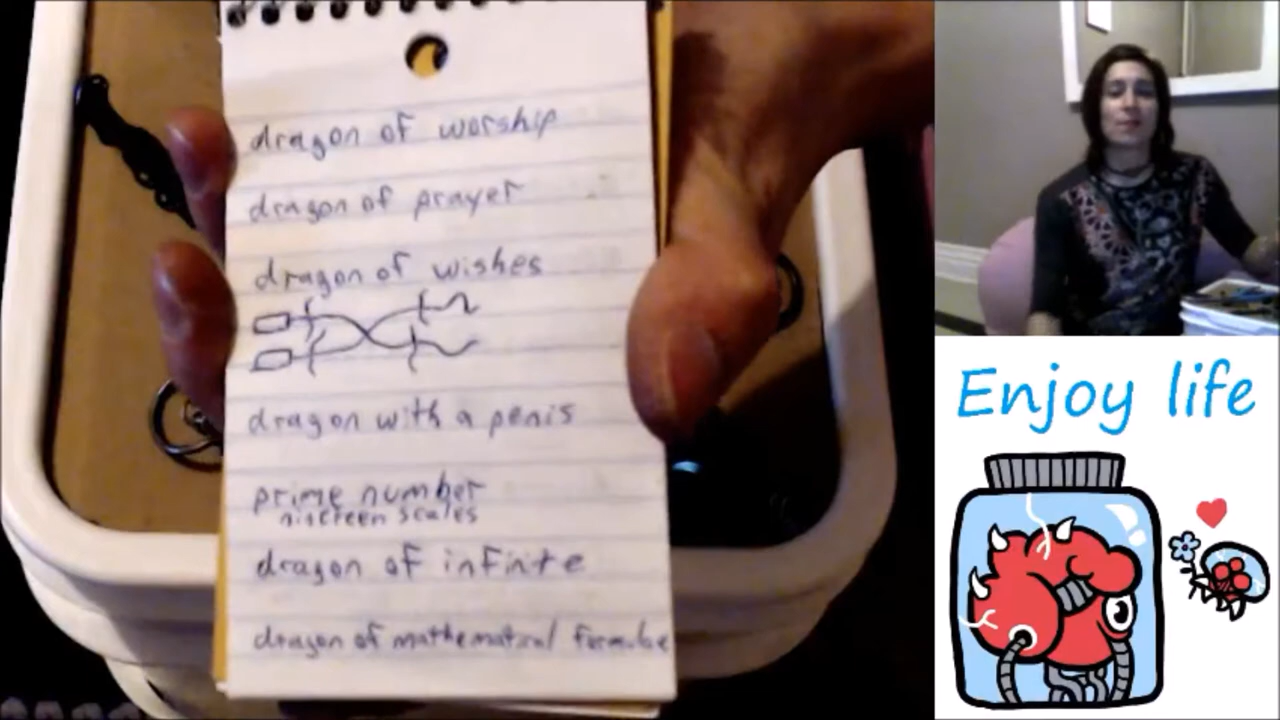 dragon of worship
dragon of prayer
dragon of wishes
dragon with a penis
prime number
nineteen scales
dragon of infinite
dragon of mathematical formulae
Enjoy life